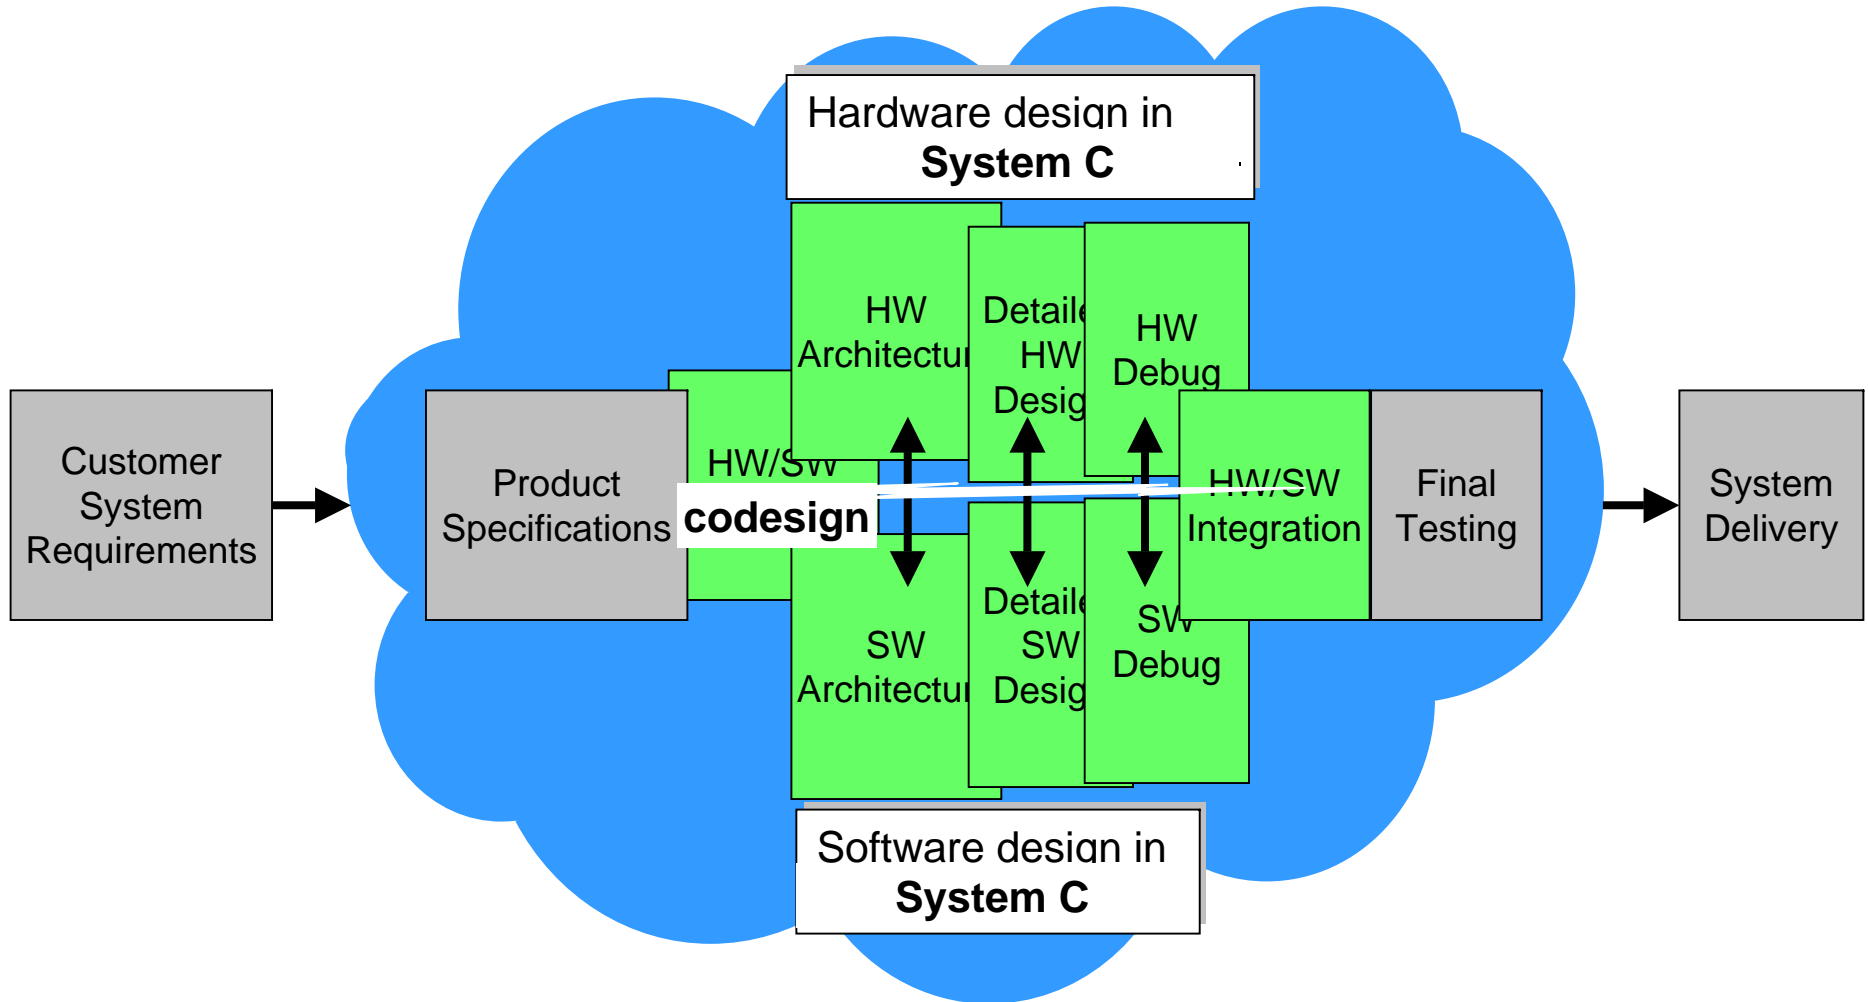 Hardware design in
System C
HW
Architectur
Detaile
HW
Desig
HW
Debug
Customer
System
Requirements
Product
Specifications
HW/SW
codesign
HW/SW
Integration
Final
Testing
System
Delivery
SW
Architectur
Detaile
SW
Desig
SW
Debug
Software design in
System C